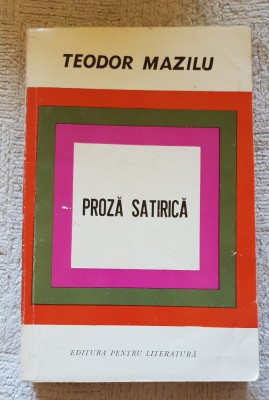 TEODOR MAZILU
PROZĂ SATIRICĂ
EDITURA PENTRU LITERATURĂ